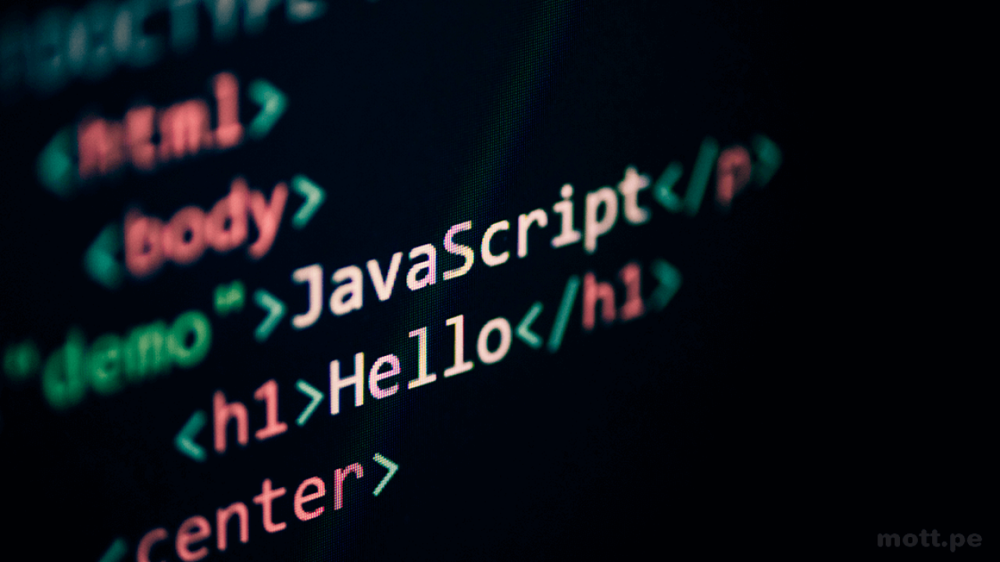 <html>
<body>
"demo">JavaScript</p>
<h1>Hello</h1>
<center>
mott.pe